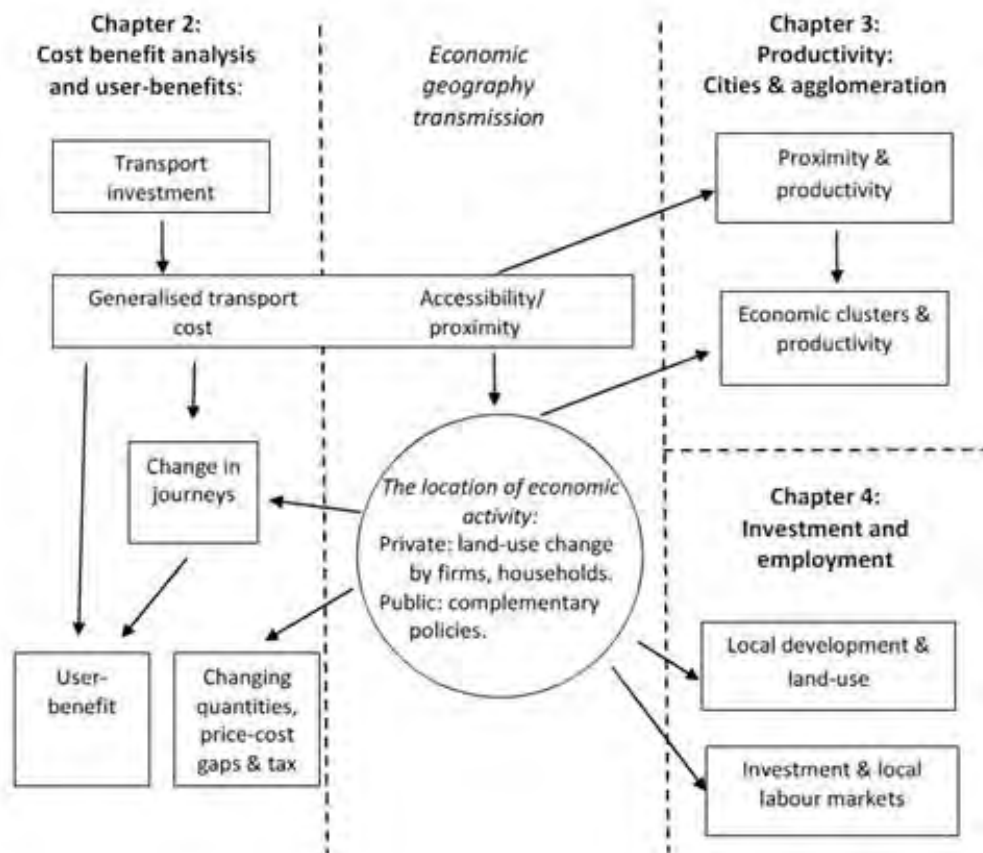 Chapter 2:
Cost benefit analysis
and user-benefits:
Transport
investment
Economic
geography
transmission
Chapter 3:
Productivity:
Cities & agglomeration
Proximity &
productivity
Generalised transport
cost
Accessibility/
proximity
Economic clusters &
productivity
Change in
journeys
The location of economic
activity:
Private: land-use change
by firms, households.
Public: complementary
policies.
User-
benefit
Changing
quantities,
price-cost
gaps & tax
Chapter 4:
Investment and
employment
Local development &
land-use
Investment & local
labour markets